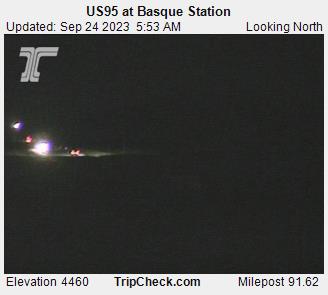 US95 at Basque Station
Updated: Sep 24 2023 5:53 AM Looking North
Elevation 4460 TripCheck.com Milepost 91.62